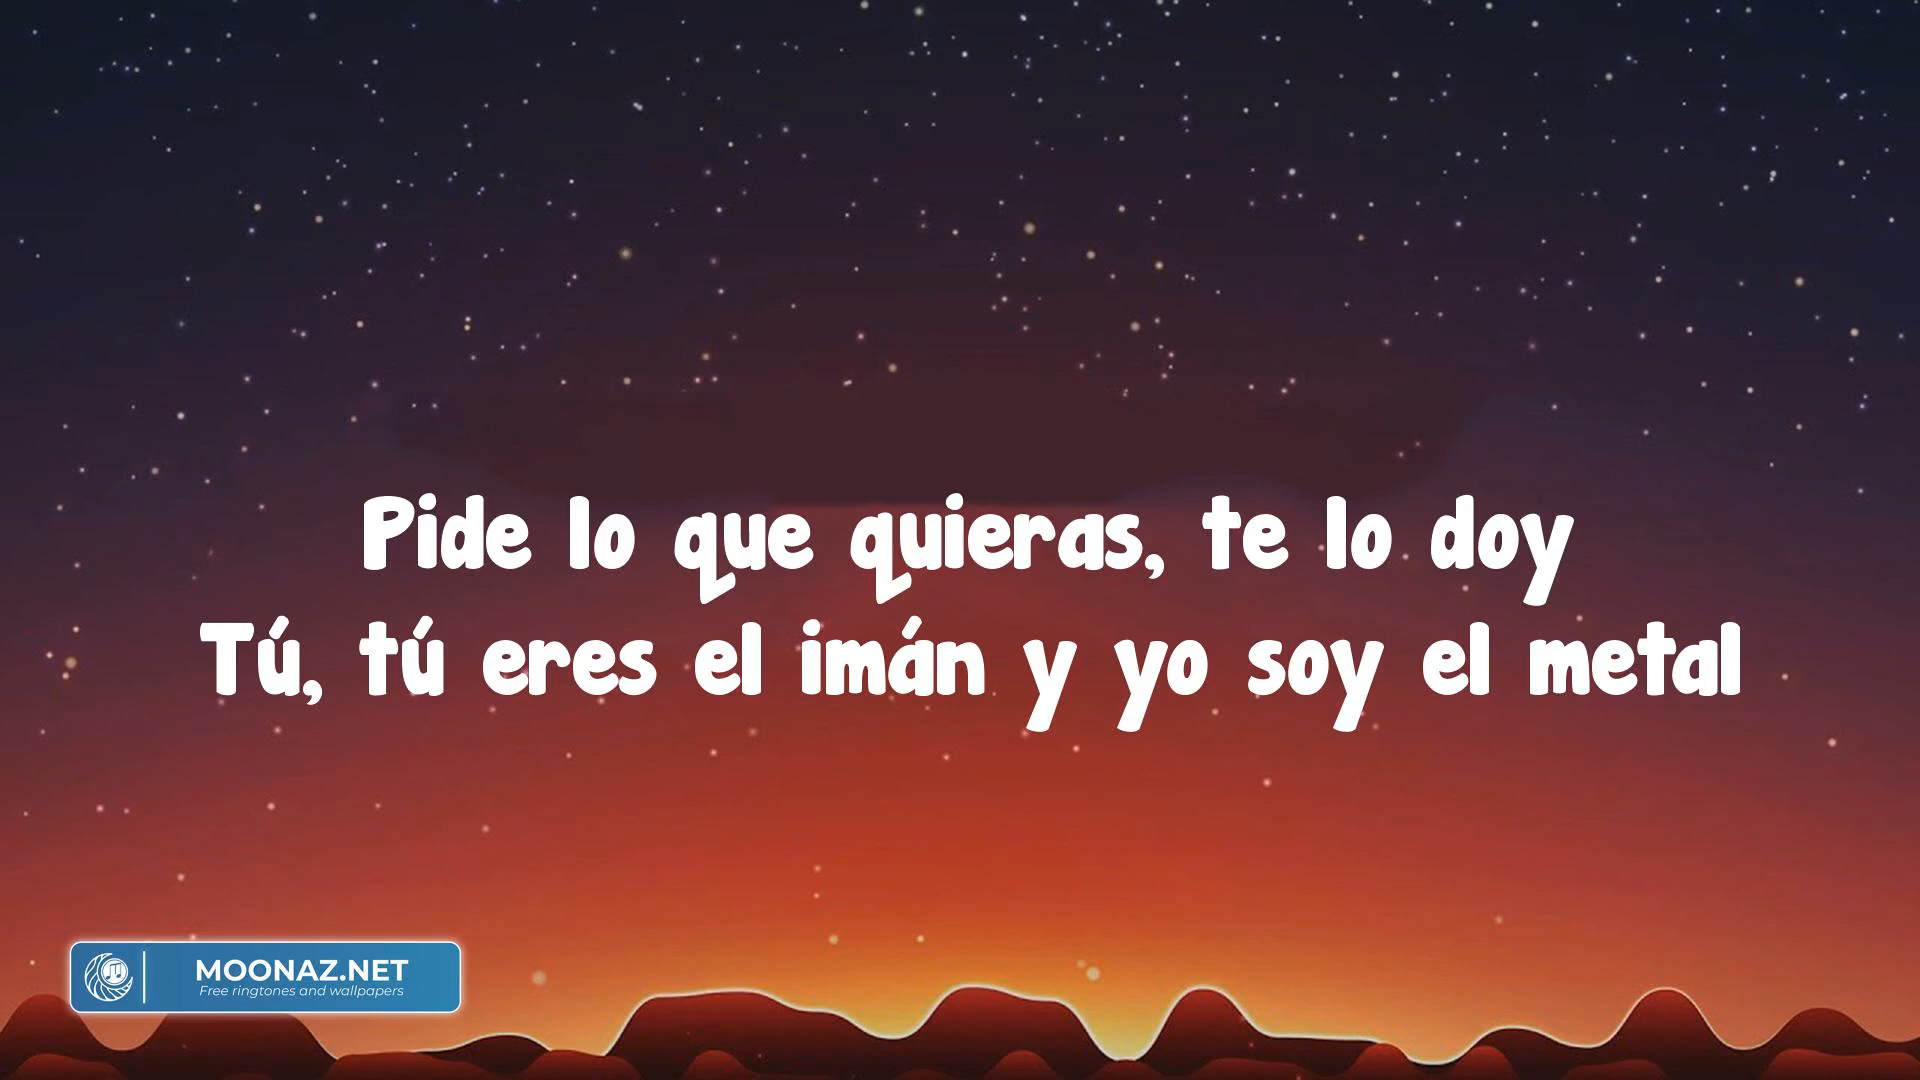 Pide lo que quieras, te lo doy
Tú, tú eres el imán y yo soy el metal
MOONAZ.NET
Free ringtones and wallpapers